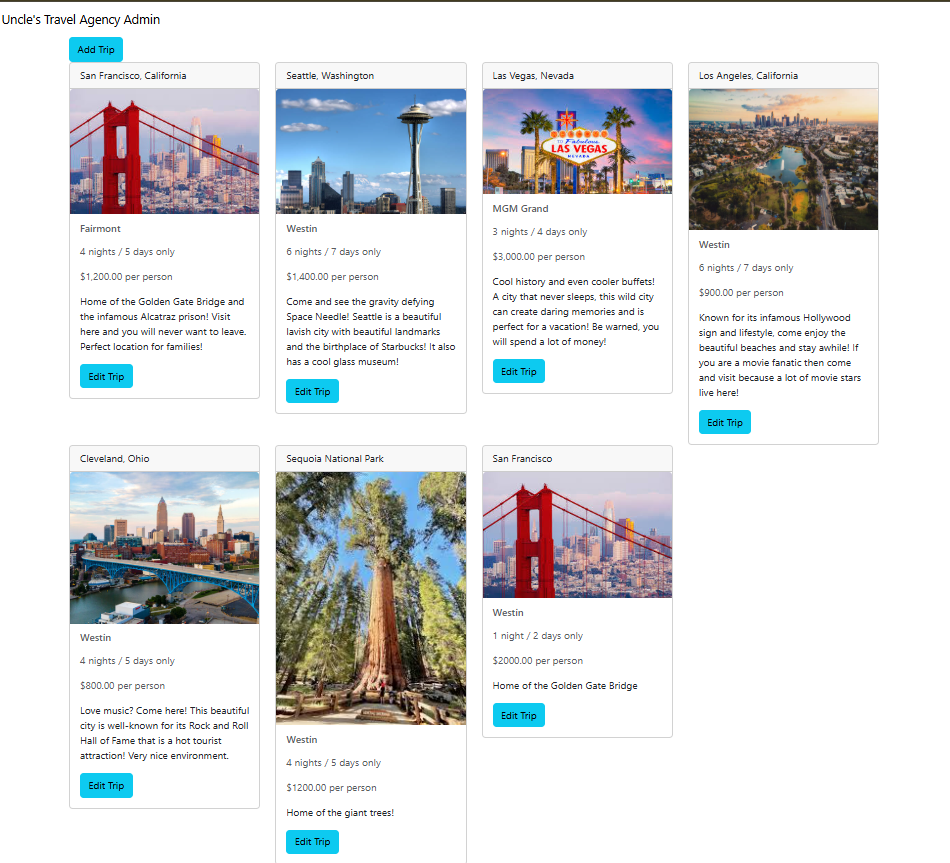 Uncle's Travel Agency Admin
Add Trip
San Francisco, California
Fairmont
4 nights / 5 days only
$1,200.00 per person
Home of the Golden Gate Bridge and
the infamous Alcatraz prison! Visit
here and you will never want to leave.
Perfect location for families!
Edit Trip
Seattle, Washington
Westin
6 nights / 7 days only
$1,400.00 per person
Come and see the gravity defying
Space Needle! Seattle is a beautiful
lavish city with beautiful landmarks
and the birthplace of Starbucks! It also
has a cool glass museum!
Edit Trip
Las Vegas, Nevada
TO Fabulous
LAS VEGAS
NEVADA
MGM Grand
3 nights / 4 days only
$3,000.00 per person
Cool history and even cooler buffets!
A city that never sleeps, this wild city
can create daring memories and is
perfect for a vacation! Be warned, you
will spend a lot of money!
Edit Trip
Los Angeles, California
Westin
6 nights / 7 days only
$900.00 per person
Known for its infamous Hollywood
sign and lifestyle, come enjoy the
beautiful beaches and stay awhile! If
you are a movie fanatic then come
and visit because a lot of movie stars
live here!
Edit Trip
Cleveland, Ohio
Westin
4 nights / 5 days only
$800.00 per person
Love music? Come here! This beautiful
city is well-known for its Rock and Roll
Hall of Fame that is a hot tourist
attraction! Very nice environment.
Edit Trip
Sequoia National Park
Westin
4 nights / 5 days only
$1200.00 per person
Home of the giant trees!
Edit Trip
San Francisco
Westin
1 night / 2 days only
$2000.00 per person
Home of the Golden Gate Bridge
Edit Trip